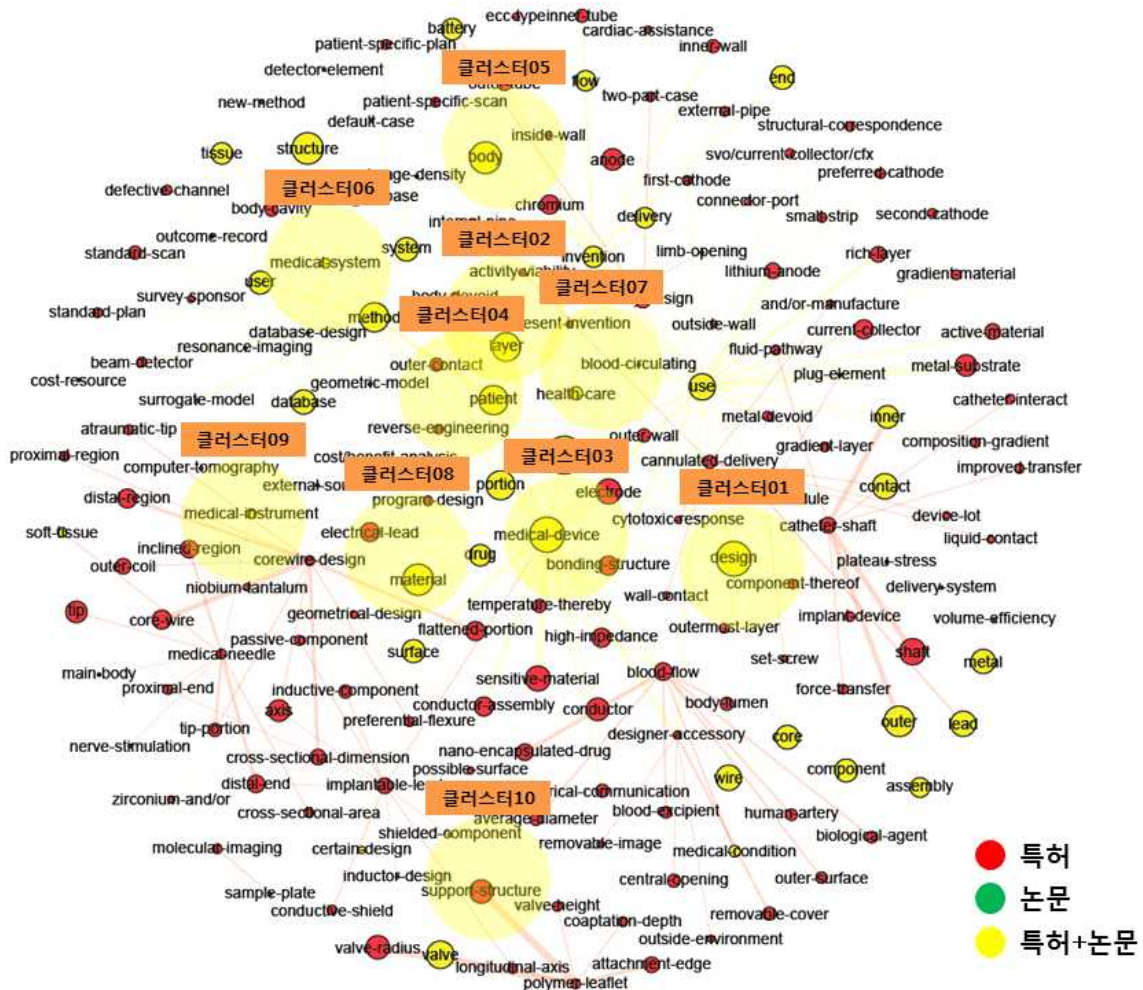 ecc-type
inner-tube
battery
cardiac-assistance
patient-specific-plan
inner-wall
클러스터05
detector-element
flow
end
new-method
patient-specific-scan
two-part-case
external-pipe
default-case
structural-correspondence
inside-wall
structure
tissue
body
anode
svo/current-collector/cfx
preferred-cathode
클러스터06
first-cathode
defective-channel
body-cavity
chromium
connector-port
small-strip
second-cathode
delivery
outcome-record
클러스터02
system
invention
limb-opening
rich-layer
standard-scan
medical-system
user
activity-viability
lithium-anode
gradient-material
클러스터07
survey-sponsor
and/or-manufacture
standard-plan
method
클러스터04
outside-wall
current-collector
active-material
database-design
resonance-imaging
layer
fluid-pathway
beam-detector
outer-contact
blood-circulating
metal-substrate
cost-resource
geometric-model
plug-element
surrogate-model
database
patient
health-care
use
catheter-interact
inner
atraumatic-tip
metal-devoid
reverse-engineering
composition-gradient
클러스터09
outer-wall
gradient-layer
proximal-region
cost/benefit-analysis
클러스터03
cannulated-delivery
improved-transfer
computer-tomography
클러스터08
클러스터01
portion
electrode
contact
distal-region
program-design
medical-instrument
cytotoxic-response
catheter-shaft
device-lot
soft-tissue
electrical-lead
medical-device
liquid-contact
inclined-region
corewire-design
drug
design
plateau-stress
outer-coil
bonding-structure
material
component-thereof
delivery-system
niobium-tantalum
wall-contact
tip
core-wire
geometrical-design
temperature-thereby
implant-device
volume-efficiency
flattened-portion
high-impedance
outermost-layer
passive-component
medical-needle
surface
set-screw
shaft
metal
main-body
proximal-end
inductive-component
sensitive-material
blood-flow
force-transfer
axis
conductor-assembly
conductor
body-lumen
tip-portion
preferential-flexure
designer-accessory
outer
lead
nerve-stimulation
core
cross-sectional-dimension
nano-encapsulated-drug
possible-surface
distal-end
wire
component
assembly
zirconium-and/or
클러스터10
cross-sectional-area
average-diameter
blood-excipient
human-artery
shielded-component
biological-agent
molecular-imaging
certain-design
removable-image
medical-condition
특허
inductor-design
central-opening
outer-surface
sample-plate
support-structure
논문
conductive-shield
valve-height
removable-cover
coaptation-depth
특허+논문
outside-environment
valve-radius
valve
longitudinal-axis
attachment-edge
polymer-leaflet